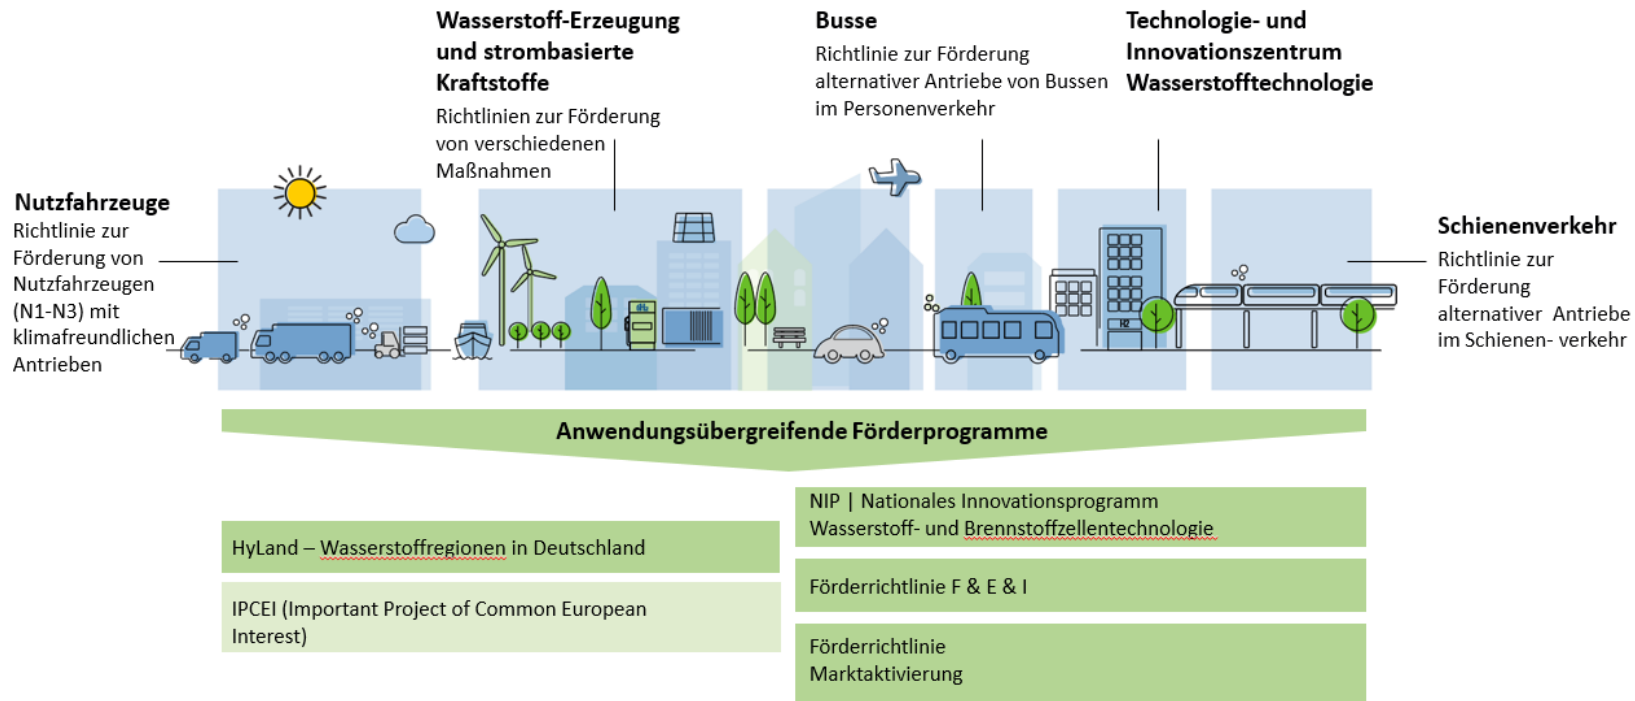 Wasserstoff-Erzeugung
und strombasierte
Kraftstoffe
Richtlinien zur Förderung
von verschiedenen
Maßnahmen
Busse
Richtlinie zur Förderung
alternativer Antriebe von Bussen
im Personenverkehr
Technologie- und
Innovationszentrum
Wasserstofftechnologie
Nutzfahrzeuge
Richtlinie zur
Förderung von
Nutzfahrzeugen
(N1-N3) mit
klimafreundlichen
Antrieben
Schienenverkehr
Richtlinie zur
Förderung
alternativer Antriebe
im Schienen- verkehr
H2
H2
Anwendungsübergreifende Förderprogramme
HyLand – Wasserstoffregionen in Deutschland
IPCEI (Important Project of Common European
Interest)
NIP | Nationales Innovationsprogramm
Wasserstoff- und Brennstoffzellentechnologie
Förderrichtlinie F & E & I
Förderrichtlinie
Marktaktivierung